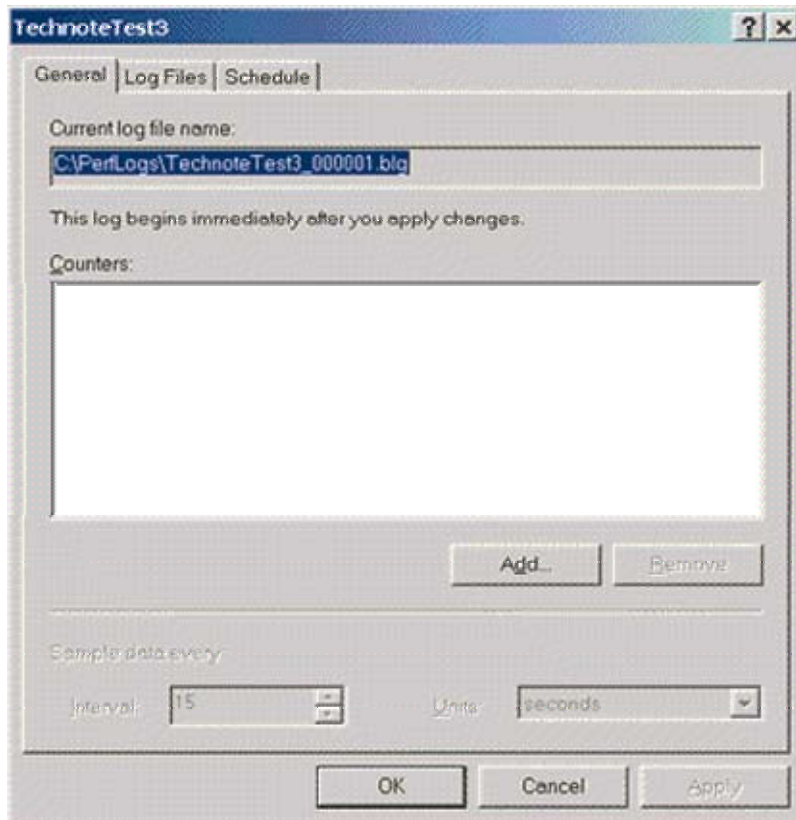 TechnoteTest3
General Log Files Schedule
Current log file name:
C:\PerfLogs\TechnoteTest3_000001.blg
This log begins immediately after you apply changes.
Counters:
Add... Remove
Sample data every:
Interval: 15 Units: seconds
OK Cancel Apply